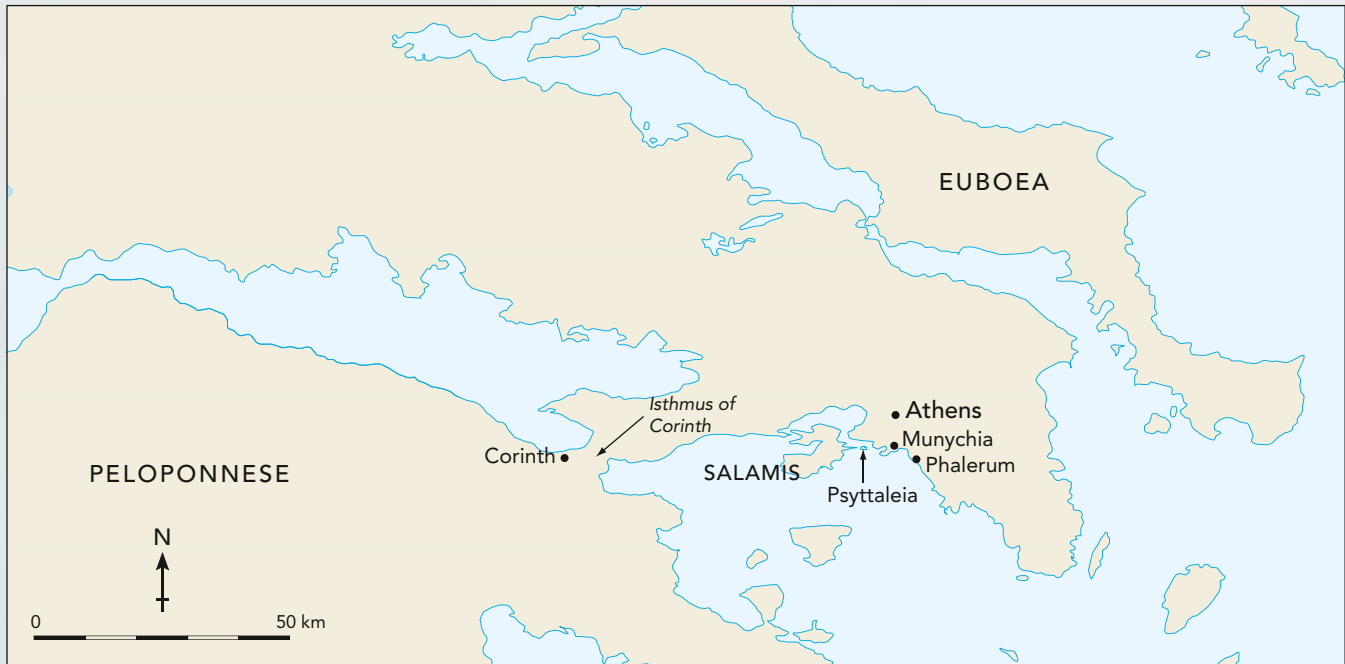 EUBOEA
Isthmus of
Corinth
Athens
Munychia
Corinth
Phalerum
PELOPONNESE
SALAMIS
Psyttaleia
N
0 50 km